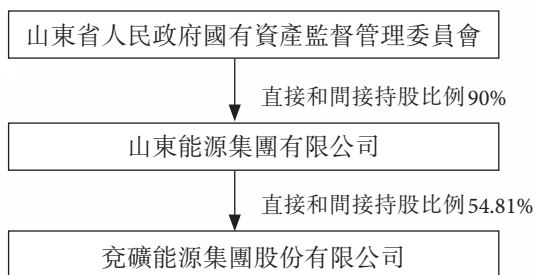 山東省人民政府國有資產監督管理委員會
直接和間接持股比例90%
山東能源集團有限公司
直接和間接持股比例54.81%
兗礦能源集團股份有限公司